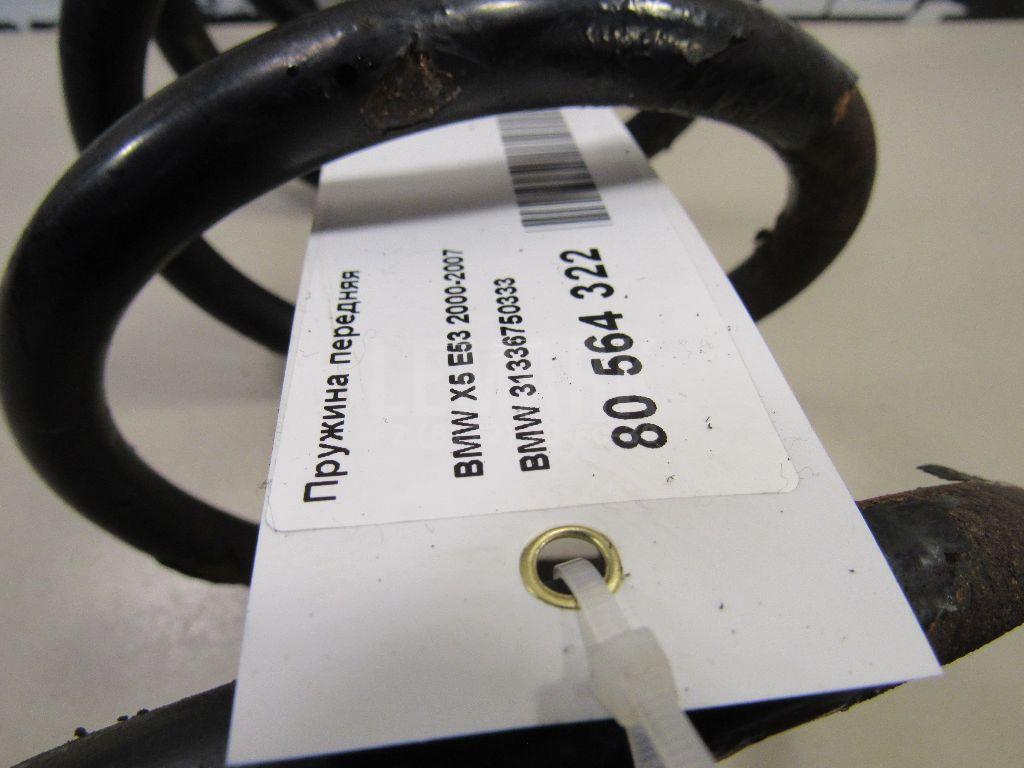 Пружина передняя
BMW X5 E53 2000-2007
BMW 31336750333
80 564 322